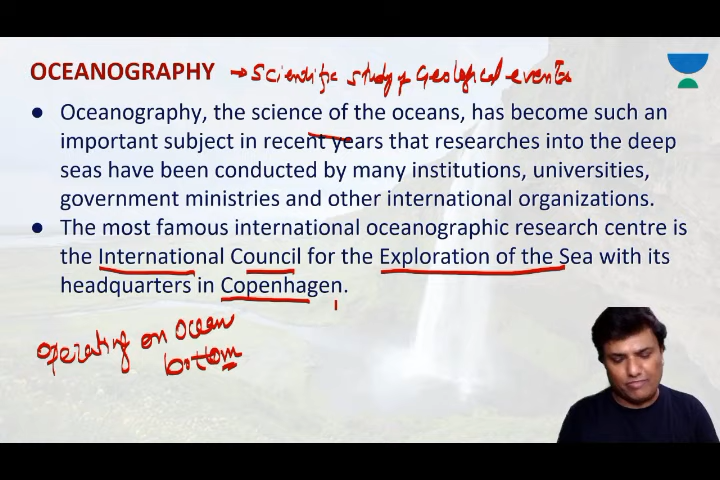 OCEANOGRAPHY → Scientific study of Geological events
● Oceanography, the science of the oceans, has become such an
important subject in recent years that researches into the deep
seas have been conducted by many institutions, universities,
government ministries and other international organizations.
● The most famous international oceanographic research centre is
the International Council for the Exploration of the Sea with its
headquarters in Copenhagen.
operating on Ocean
bottom